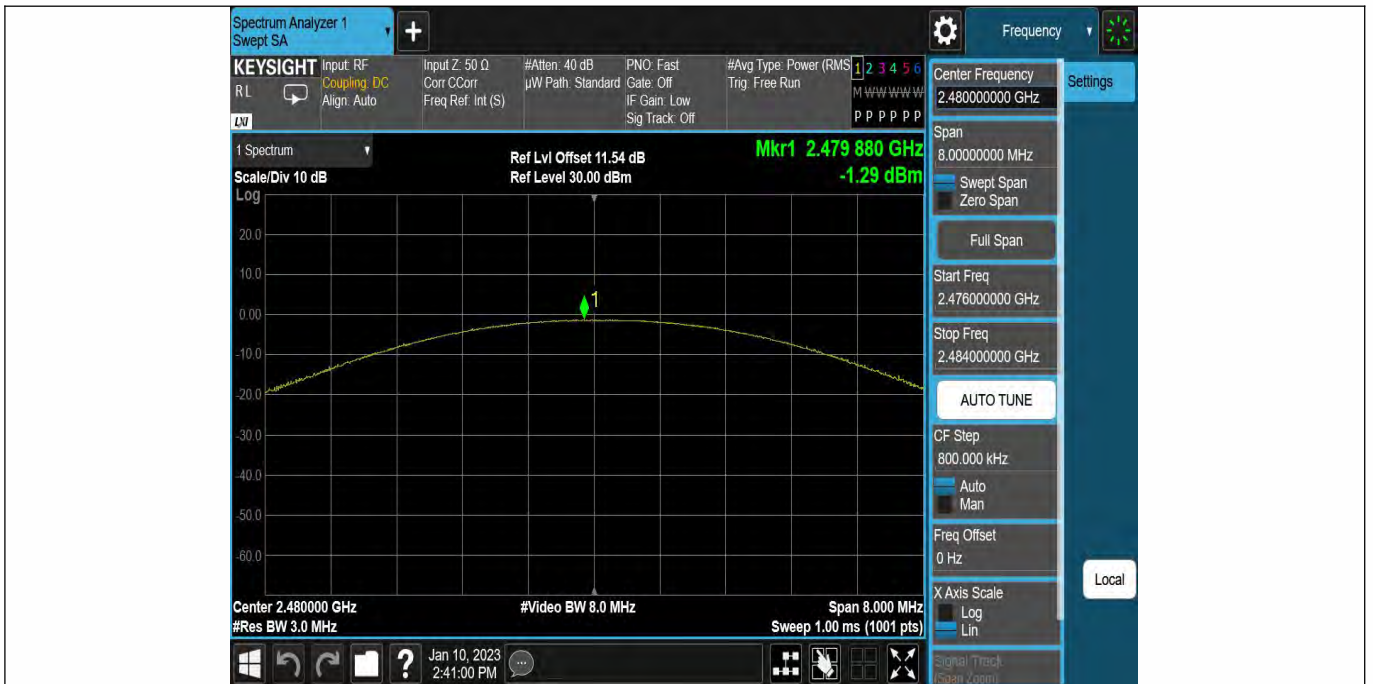 Spectrum Analyzer 1
Swept SA
+
Frequency
KEYSIGHT
RL
LXI
Input: RF
Coupling: DC
Align: Auto
Input Z: 50 Ω
Corr CCorr
Freq Ref: Int (S)
#Atten: 40 dB
µW Path: Standard
PNO: Fast
Gate: Off
IF Gain: Low
Sig Track: Off
#Avg Type: Power (RMS
Trig: Free Run
1 2 3 4 5 6
M W W W W W
P P P P P P
1 Spectrum
Scale/Div 10 dB
Log
Ref Lvl Offset 11.54 dB
Ref Level 30.00 dBm
Mkr1 2.479 880 GHz
-1.29 dBm
20.0
10.0
0.00
-10.0
-20.0
-30.0
-40.0
-50.0
-60.0
1
Center 2.480000 GHz
#Res BW 3.0 MHz
#Video BW 8.0 MHz
Span 8.000 MHz
Sweep 1.00 ms (1001 pts)
Center Frequency
2.480000000 GHz
Settings
Span
8.00000000 MHz
Swept Span
Zero Span
Full Span
Start Freq
2.476000000 GHz
Stop Freq
2.484000000 GHz
AUTO TUNE
CF Step
800.000 kHz
Auto
Man
Freq Offset
0 Hz
X Axis Scale
Log
Lin
Signal Track
(Span Zoom)
Local
?
Jan 10, 2023
2:41:00 PM